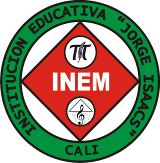 INSTITUCION EDUCATIVA "JORGE ISAACS"
INEM
CALI